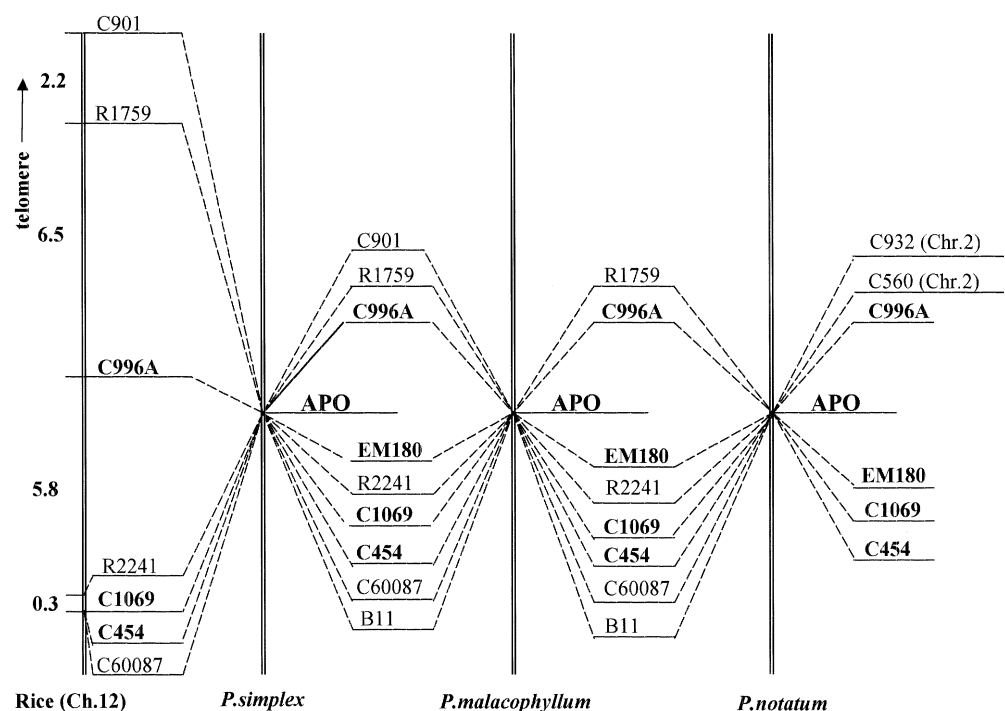 C901
2.2
telomere
R1759
6.5
C996A
5.8
R2241
0.3
C1069
C454
C60087
C901
R1759
C996A
APO
EM180
R2241
C1069
C454
C60087
B11
R1759
C996A
APO
EM180
R2241
C1069
C454
C60087
B11
C932 (Chr.2)
C560 (Chr.2)
C996A
APO
EM180
C1069
C454
Rice (Ch.12)
P.simplex
P.malacophyllum
P.notatum